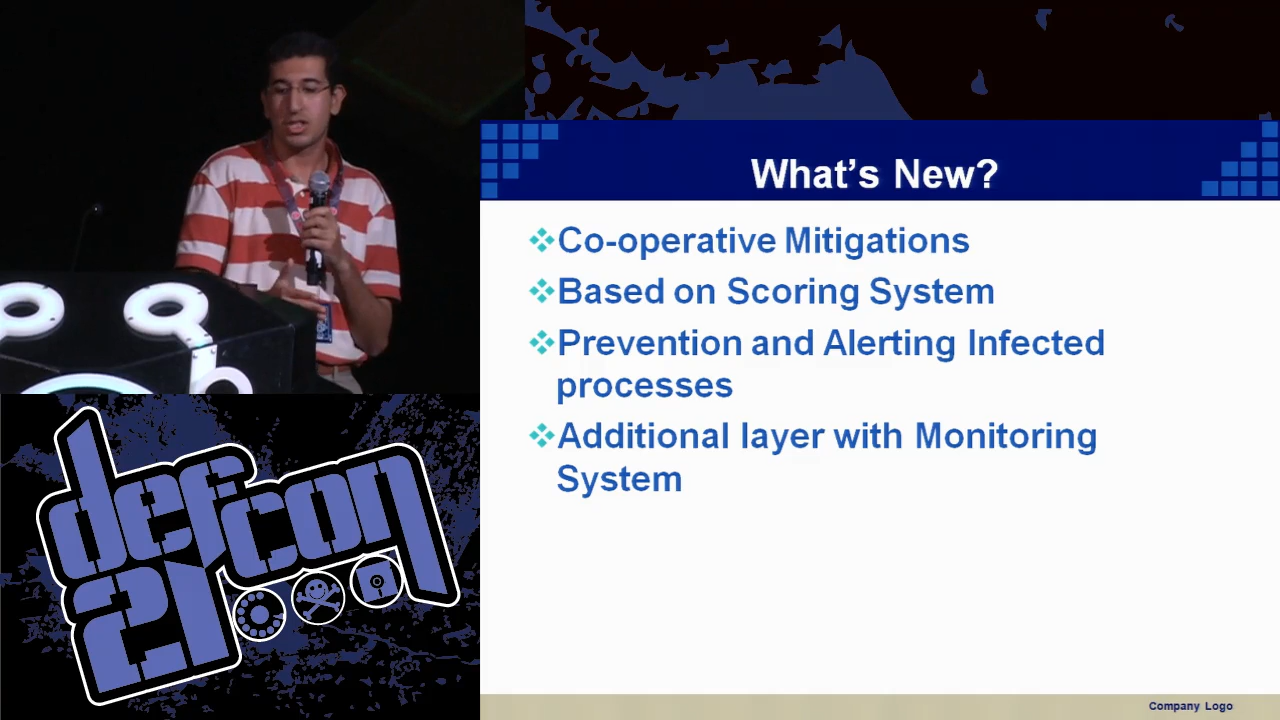 What's New?
Co-operative Mitigations
Based on Scoring System
Prevention and Alerting Infected
processes
Additional layer with Monitoring
System
Company Logo
defcon
21